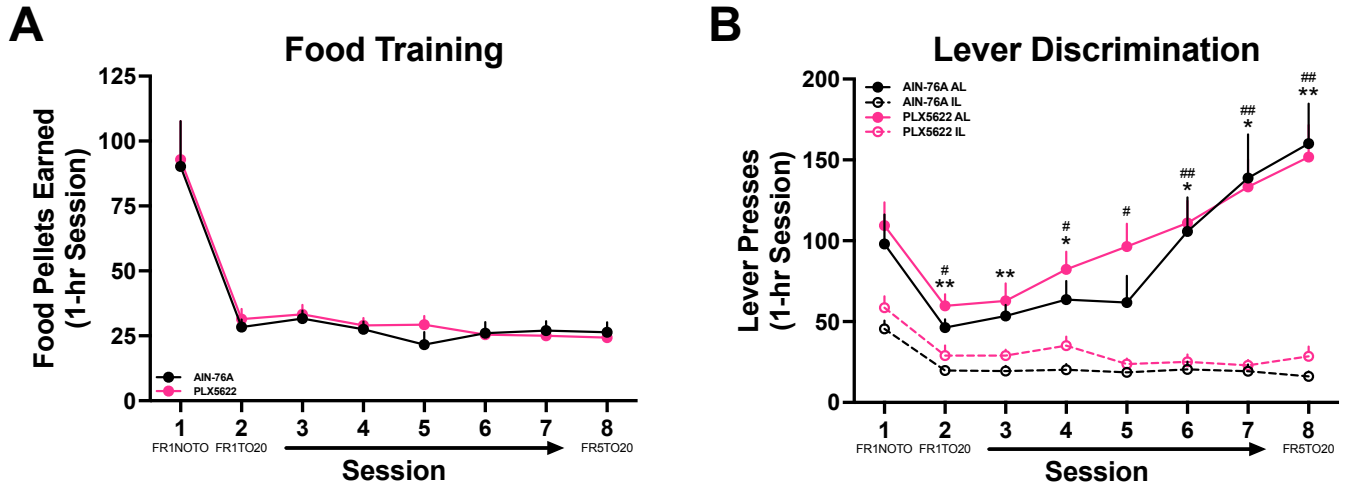 A
Food Training
Food Pellets Earned
(1-hr Session)
125
100
75
50
25
0
AIN-76A
PLX5622
1 2 3 4 5 6 7 8
FR1NOTO FR1TO20 FR5TO20
Session
B
Lever Discrimination
Lever Presses
(1-hr Session)
200
150
100
50
0
AIN-76A AL
AIN-76A IL
PLX5622 AL
PLX5622 IL
#
**
**
#
*
#
##
*
##
*
##
**
1 2 3 4 5 6 7 8
FR1NOTO FR1TO20 FR5TO20
Session